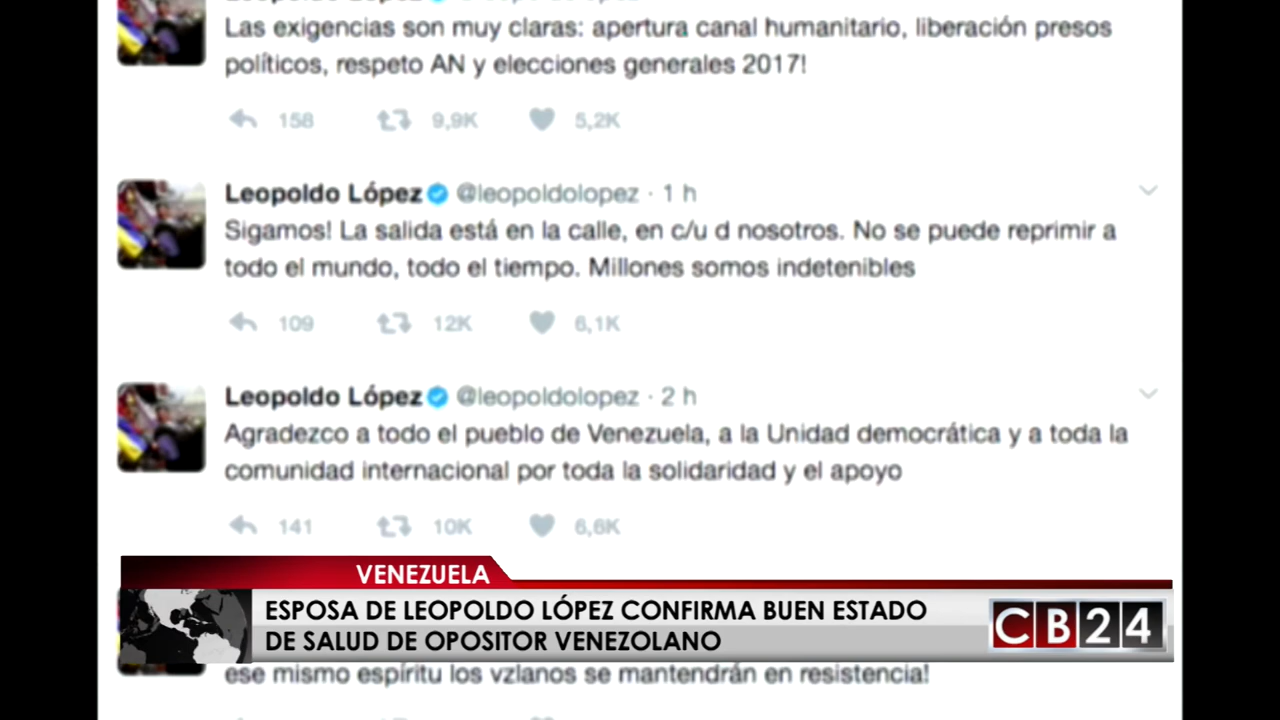 Leopoldo López
Las exigencias son muy claras: apertura canal humanitario, liberación presos
políticos, respeto AN y elecciones generales 2017!
158 9,9K 5,2K
Leopoldo López @leopoldolopez · 1 h
Sigamos! La salida está en la calle, en c/u d nosotros. No se puede reprimir a
todo el mundo, todo el tiempo. Millones somos indetenibles
109 12K 6,1K
Leopoldo López @leopoldolopez · 2 h
Agradezco a todo el pueblo de Venezuela, a la Unidad democrática y a toda la
comunidad internacional por toda la solidaridad y el apoyo
141 10K 6,6K
VENEZUELA
ESPOSA DE LEOPOLDO LÓPEZ CONFIRMA BUEN ESTADO
DE SALUD DE OPOSITOR VENEZOLANO
CB24
ese mismo espíritu los vzlanos se mantendrán en resistencia!